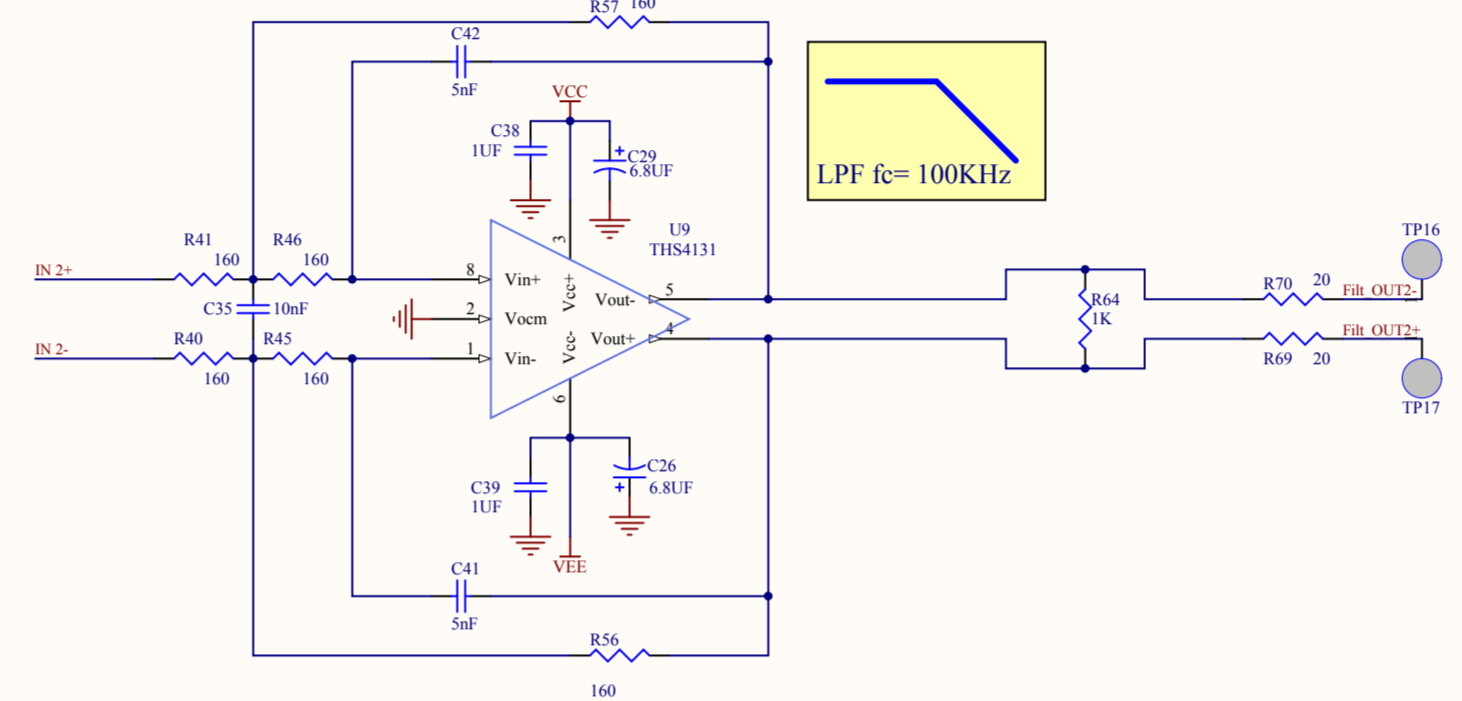 R57 160
C42
5nF
VCC
C38
1UF
C29
6.8UF
LPF fc= 100KHz
U9
THS4131
TP16
R41
160
R46
160
IN 2+
8
Vin+
3
Vcc+
Vout-
5
R70
20
Filt OUT2-
C35
10nF
2
Vocm
R64
1K
R40
160
R45
160
IN 2-
1
Vin-
Vcc-
Vout+
4
R69
20
Filt OUT2+
TP17
6
C39
1UF
C26
6.8UF
VEE
C41
5nF
R56
160